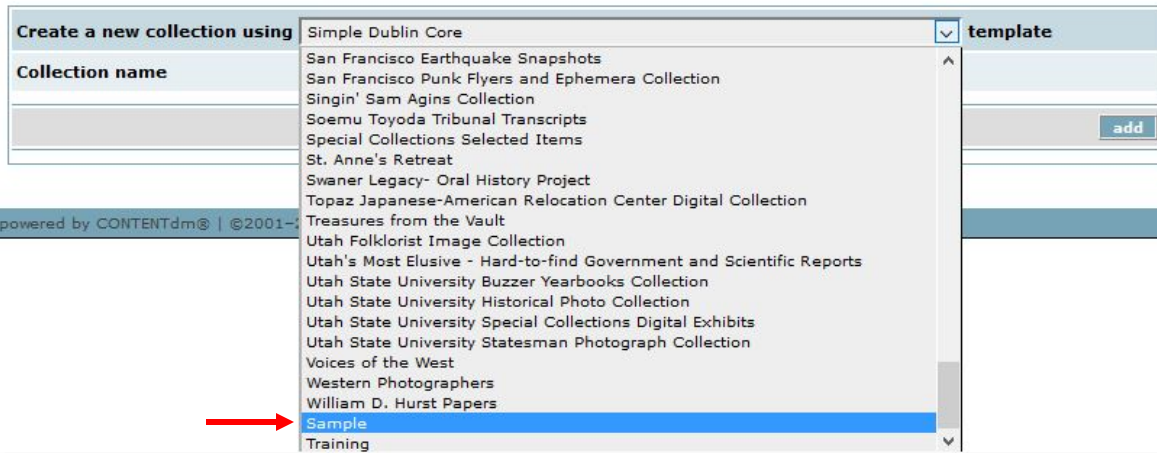 Create a new collection using Simple Dublin Core template
Collection name
San Francisco Earthquake Snapshots
San Francisco Punk Flyers and Ephemera Collection
Singin' Sam Agins Collection
Soemu Toyoda Tribunal Transcripts
Special Collections Selected Items
add
St. Anne's Retreat
Swaner Legacy- Oral History Project
Topaz Japanese-American Relocation Center Digital Collection
Treasures from the Vault
powered by CONTENTdm® | ©2001-
Utah Folklorist Image Collection
Utah's Most Elusive - Hard-to-find Government and Scientific Reports
Utah State University Buzzer Yearbooks Collection
Utah State University Historical Photo Collection
Utah State University Special Collections Digital Exhibits
Utah State University Statesman Photograph Collection
Voices of the West
Western Photographers
William D. Hurst Papers
Sample
Training